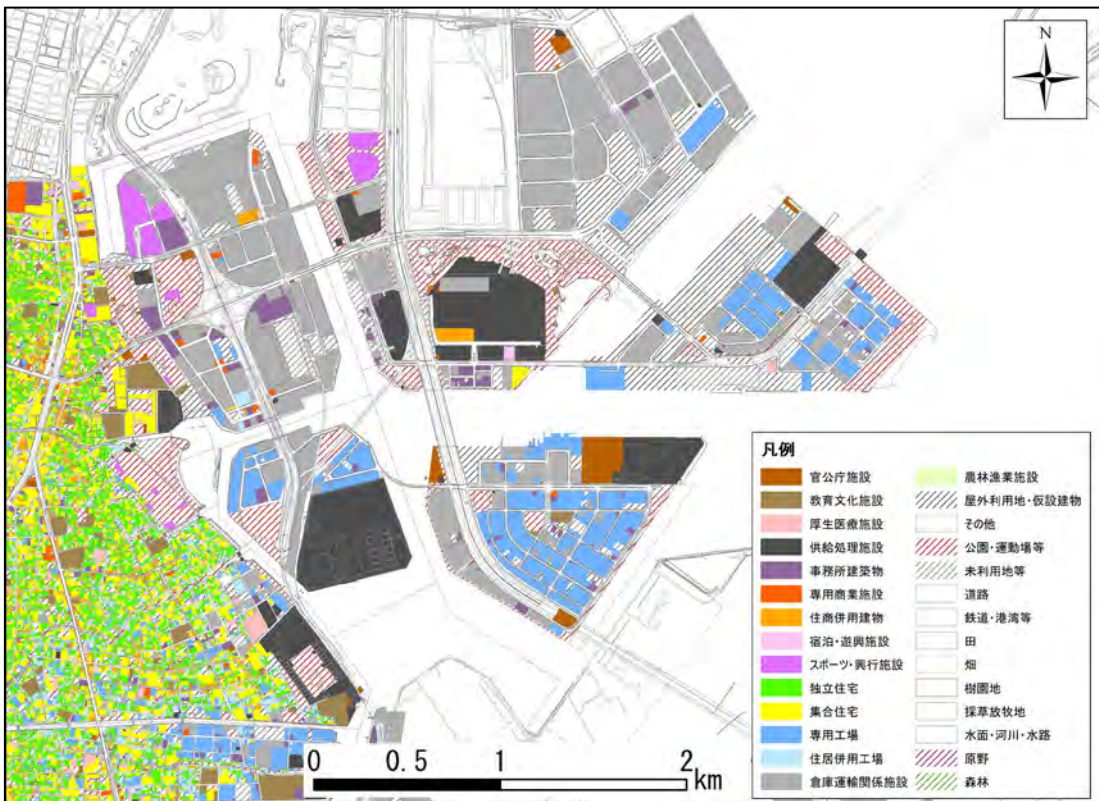 N
凡例
官公庁施設
教育文化施設
厚生医療施設
供給処理施設
事務所建築物
専用商業施設
住商併用建物
宿泊・遊興施設
スポーツ・興行施設
独立住宅
集合住宅
専用工場
住居併用工場
倉庫運輸関係施設
農林漁業施設
屋外利用地・仮設建物
その他
公園・運動場等
未利用地等
道路
鉄道・港湾等
田
畑
樹園地
採草放牧地
水面・河川・水路
原野
森林
0 0.5 1 2
km